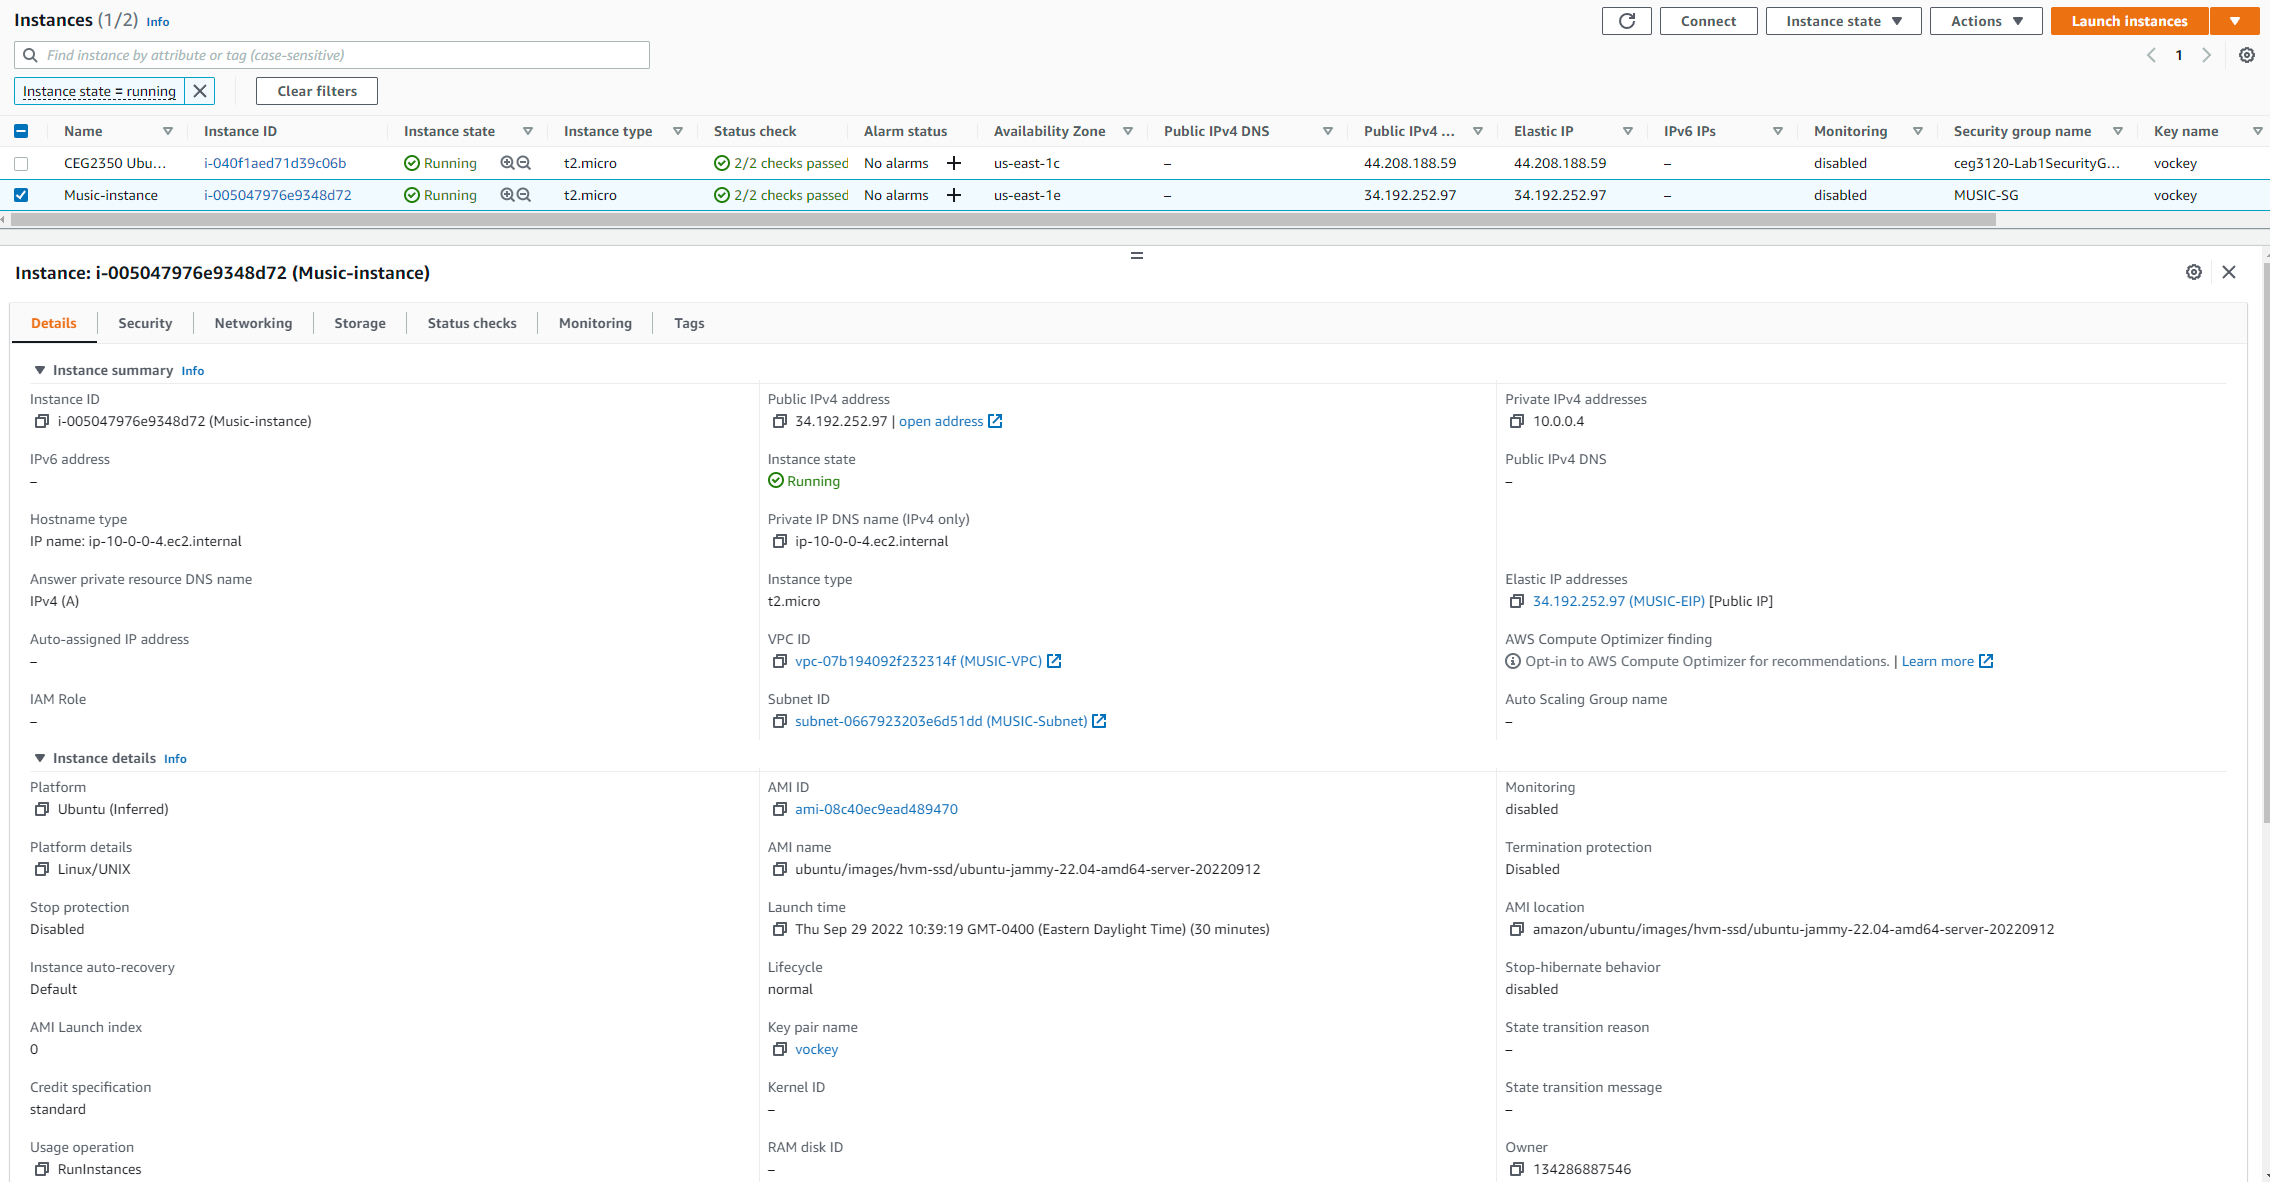 Instances (1/2) Info
Connect Instance state Actions Launch instances
Find instance by attribute or tag (case-sensitive)
1
Instance state = running Clear filters
Name Instance ID Instance state Instance type Status check Alarm status Availability Zone Public IPv4 DNS Public IPv4 ... Elastic IP IPv6 IPs Monitoring Security group name Key name
CEG2350 Ubu... i-040f1aed71d39c06b Running t2.micro 2/2 checks passed No alarms us-east-1c – 44.208.188.59 44.208.188.59 – disabled ceg3120-Lab1SecurityG... vockey
Music-instance i-005047976e9348d72 Running t2.micro 2/2 checks passed No alarms us-east-1e – 34.192.252.97 34.192.252.97 – disabled MUSIC-SG vockey
Instance: i-005047976e9348d72 (Music-instance)
Details Security Networking Storage Status checks Monitoring Tags
Instance summary Info
Instance ID Public IPv4 address Private IPv4 addresses
i-005047976e9348d72 (Music-instance) 34.192.252.97 | open address 10.0.0.4
IPv6 address Instance state Public IPv4 DNS
– Running –
Hostname type Private IP DNS name (IPv4 only)
IP name: ip-10-0-0-4.ec2.internal ip-10-0-0-4.ec2.internal
Answer private resource DNS name Instance type Elastic IP addresses
IPv4 (A) t2.micro 34.192.252.97 (MUSIC-EIP) [Public IP]
Auto-assigned IP address VPC ID AWS Compute Optimizer finding
– vpc-07b194092f232314f (MUSIC-VPC) Opt-in to AWS Compute Optimizer for recommendations. | Learn more
IAM Role Subnet ID Auto Scaling Group name
– subnet-0667923203e6d51dd (MUSIC-Subnet) –
Instance details Info
Platform AMI ID Monitoring
Ubuntu (Inferred) ami-08c40ec9ead489470 disabled
Platform details AMI name Termination protection
Linux/UNIX ubuntu/images/hvm-ssd/ubuntu-jammy-22.04-amd64-server-20220912 Disabled
Stop protection Launch time AMI location
Disabled Thu Sep 29 2022 10:39:19 GMT-0400 (Eastern Daylight Time) (30 minutes) amazon/ubuntu/images/hvm-ssd/ubuntu-jammy-22.04-amd64-server-20220912
Instance auto-recovery Lifecycle Stop-hibernate behavior
Default normal disabled
AMI Launch index Key pair name State transition reason
0 vockey –
Credit specification Kernel ID State transition message
standard – –
Usage operation RAM disk ID Owner
RunInstances – 134286887546